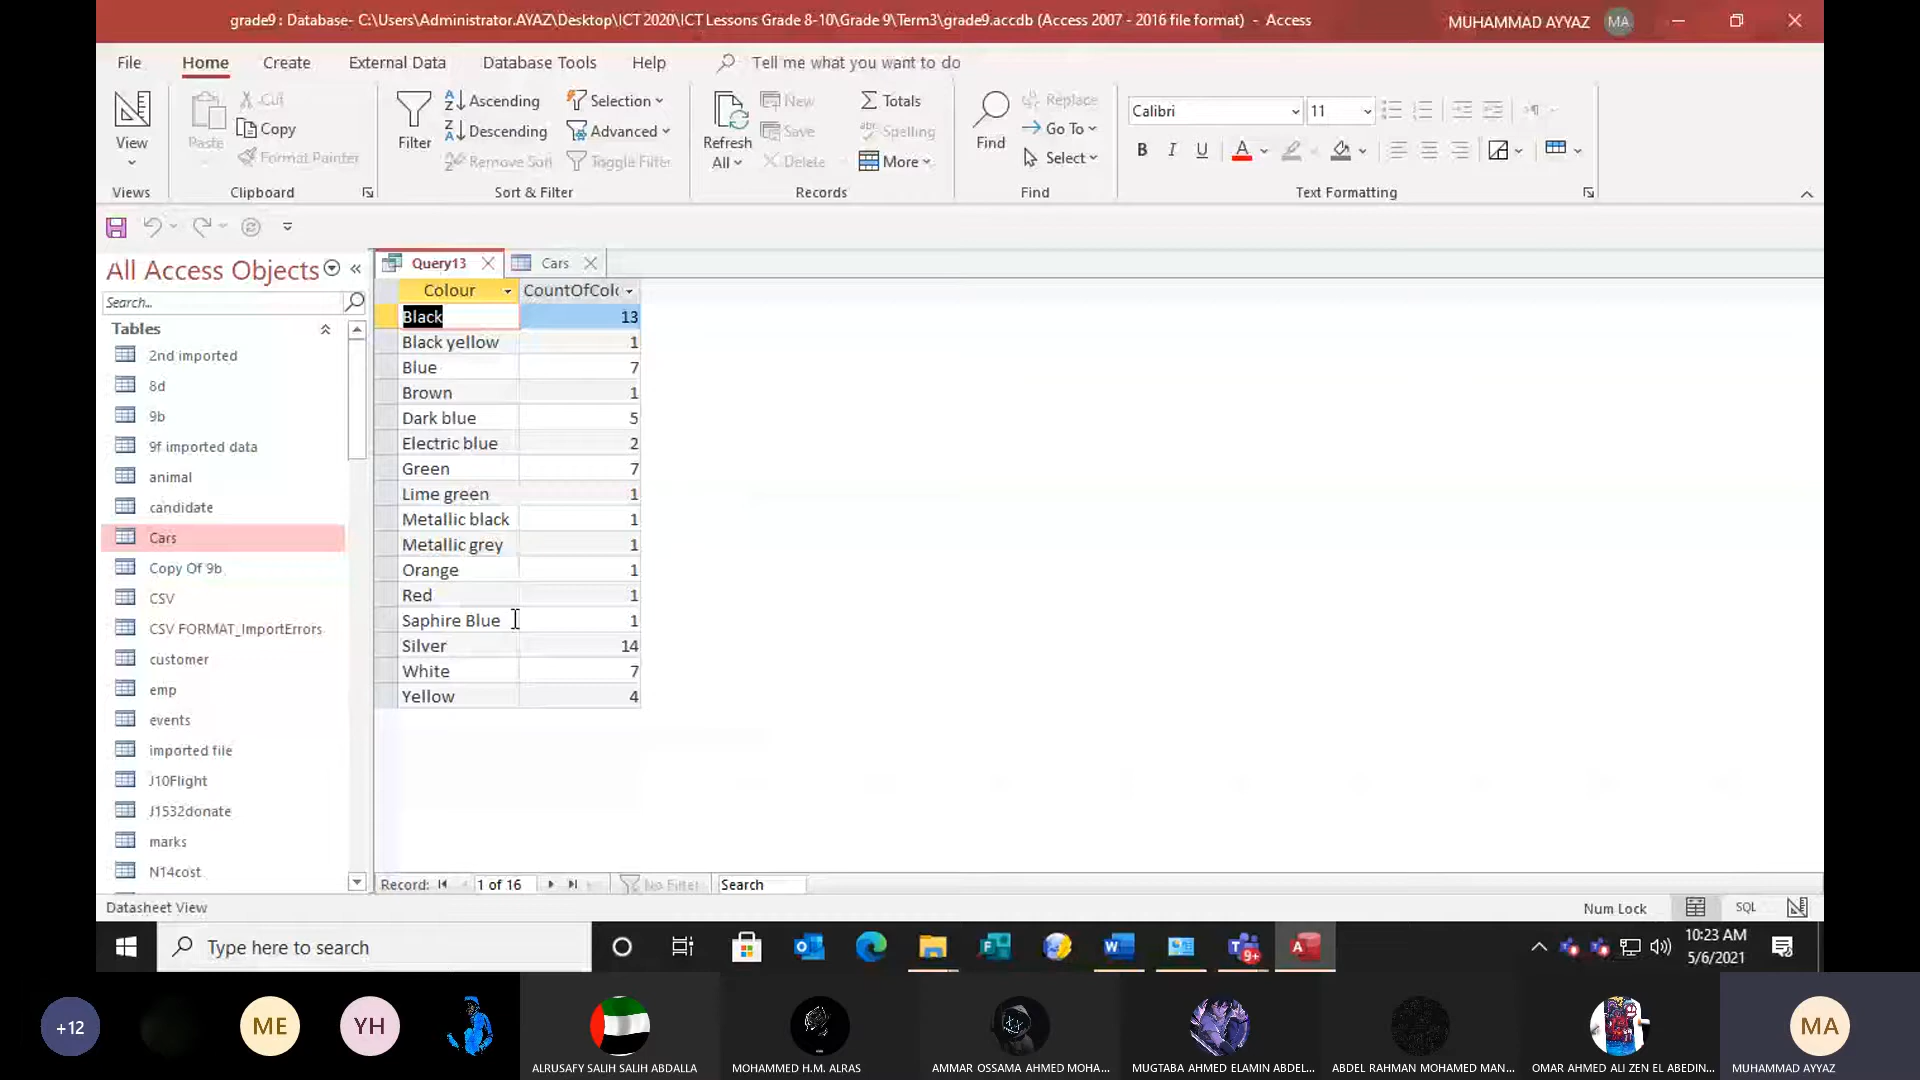 grade9 : Database- C:\Users\Administrator.AYAZ\Desktop\ICT 2020\ICT Lessons Grade 8-10\Grade 9\Term3\grade9.accdb (Access 2007 - 2016 file format) - Access
MUHAMMAD AYYAZ MA
File Home Create External Data Database Tools Help Tell me what you want to do
View
Views
Paste
Cut
Copy
Format Painter
Clipboard
Filter
Ascending
Descending
Remove Sort
Selection
Advanced
Toggle Filter
Sort & Filter
Refresh
All
New
Save
Delete
Totals
Spelling
More
Records
Find
Replace
Go To
Select
Find
Calibri 11
B I U A
Text Formatting
All Access Objects
Search...
Tables
2nd imported
8d
9b
9f imported data
animal
candidate
Cars
Copy Of 9b
CSV
CSV FORMAT_ImportErrors
customer
emp
events
imported file
J10Flight
J1532donate
marks
N14cost
Query13 Cars
Colour CountOfColo
Black 13
Black yellow 1
Blue 7
Brown 1
Dark blue 5
Electric blue 2
Green 7
Lime green 1
Metallic black 1
Metallic grey 1
Orange 1
Red 1
Saphire Blue 1
Silver 14
White 7
Yellow 4
Record: 1 of 16 No Filter Search
Datasheet View Num Lock SQL
Type here to search
9+
10:23 AM
5/6/2021
+12 ME YH MA
ALRUSAFY SALIH SALIH ABDALLA MOHAMMED H.M. ALRAS AMMAR OSSAMA AHMED MOHA... MUGTABA AHMED ELAMIN ABDEL... ABDEL RAHMAN MOHAMED MAN... OMAR AHMED ALI ZEN EL ABEDIN... MUHAMMAD AYYAZ